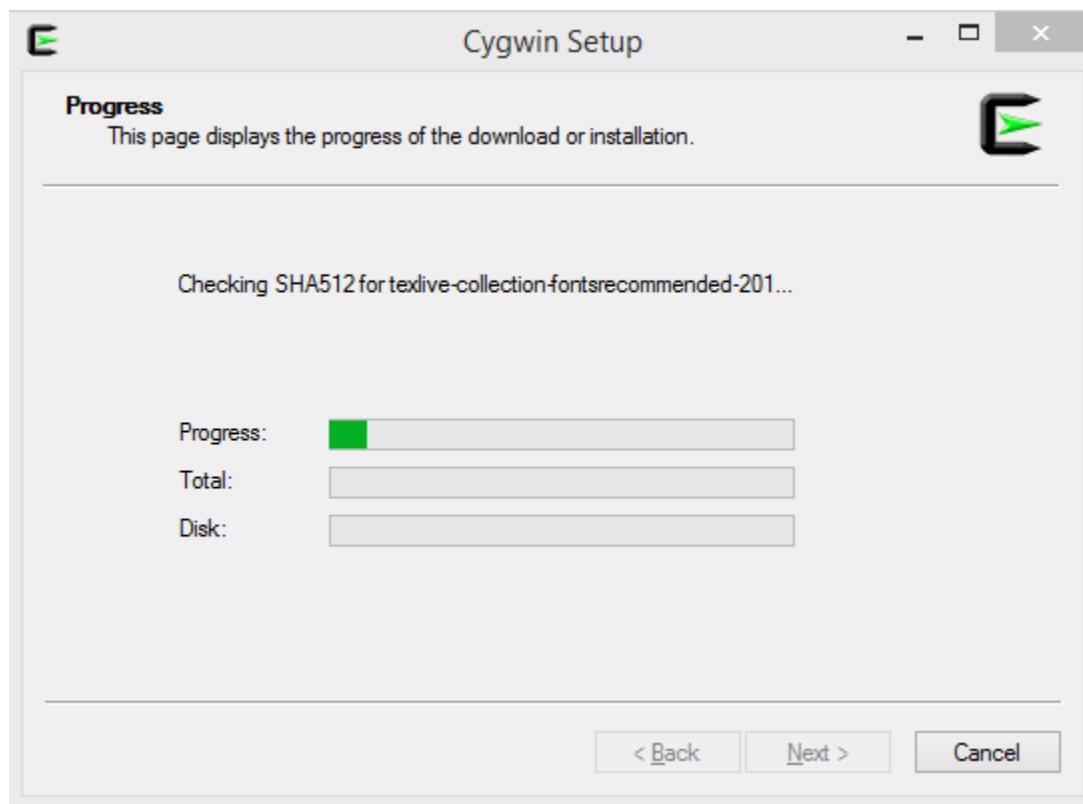 Cygwin Setup
Progress
This page displays the progress of the download or installation.
Checking SHA512 for texlive-collection-fontsrecommended-201...
Progress:
Total:
Disk:
< Back Next > Cancel